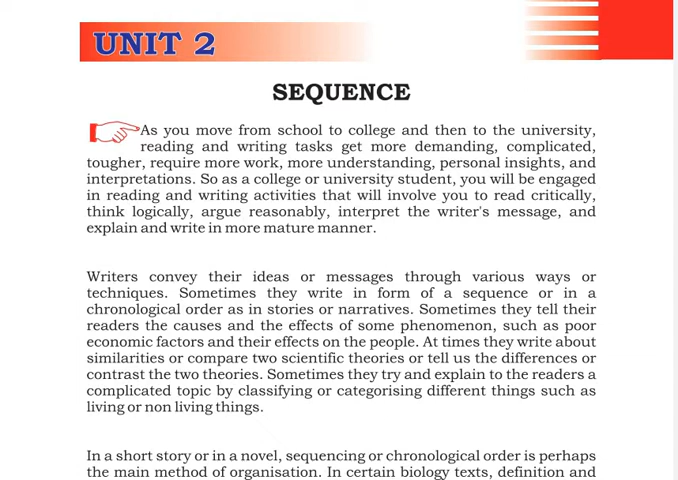 UNIT 2
SEQUENCE
As you move from school to college and then to the university,
reading and writing tasks get more demanding, complicated,
tougher, require more work, more understanding, personal insights, and
interpretations. So as a college or university student, you will be engaged
in reading and writing activities that will involve you to read critically,
think logically, argue reasonably, interpret the writer's message, and
explain and write in more mature manner.
Writers convey their ideas or messages through various ways or
techniques. Sometimes they write in form of a sequence or in a
chronological order as in stories or narratives. Sometimes they tell their
readers the causes and the effects of some phenomenon, such as poor
economic factors and their effects on the people. At times they write about
similarities or compare two scientific theories or tell us the differences or
contrast the two theories. Sometimes they try and explain to the readers a
complicated topic by classifying or categorising different things such as
living or non living things.
In a short story or in a novel, sequencing or chronological order is perhaps
the main method of organisation. In certain biology texts, definition and